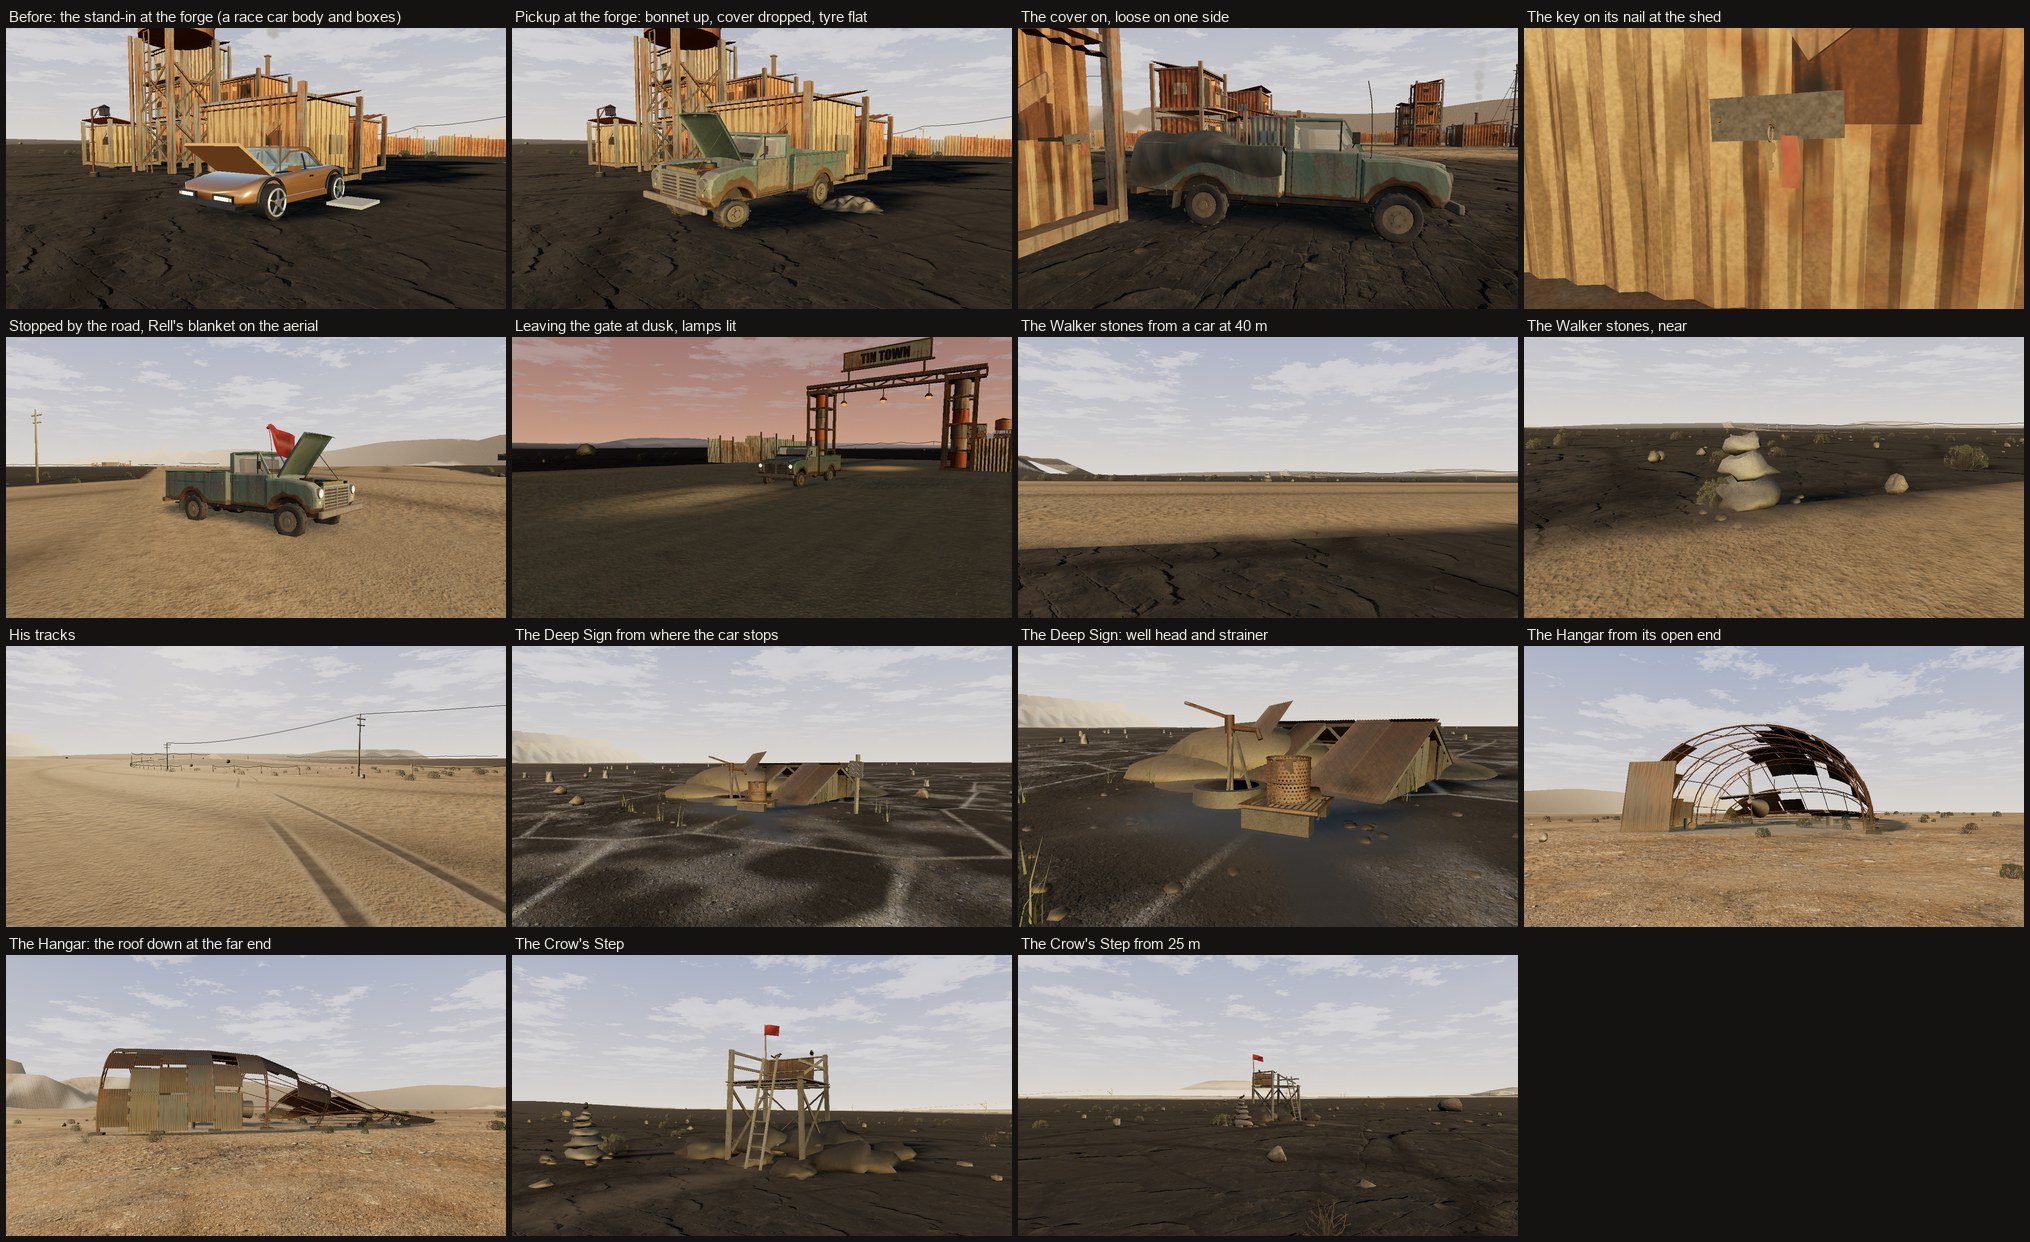 Before: the stand-in at the forge (a race car body and boxes)
Pickup at the forge: bonnet up, cover dropped, tyre flat
The cover on, loose on one side
The key on its nail at the shed
Stopped by the road, Rell's blanket on the aerial
Leaving the gate at dusk, lamps lit
TIN TOWN
The Walker stones from a car at 40 m
The Walker stones, near
His tracks
The Deep Sign from where the car stops
The Deep Sign: well head and strainer
The Hangar from its open end
The Hangar: the roof down at the far end
The Crow's Step
The Crow's Step from 25 m